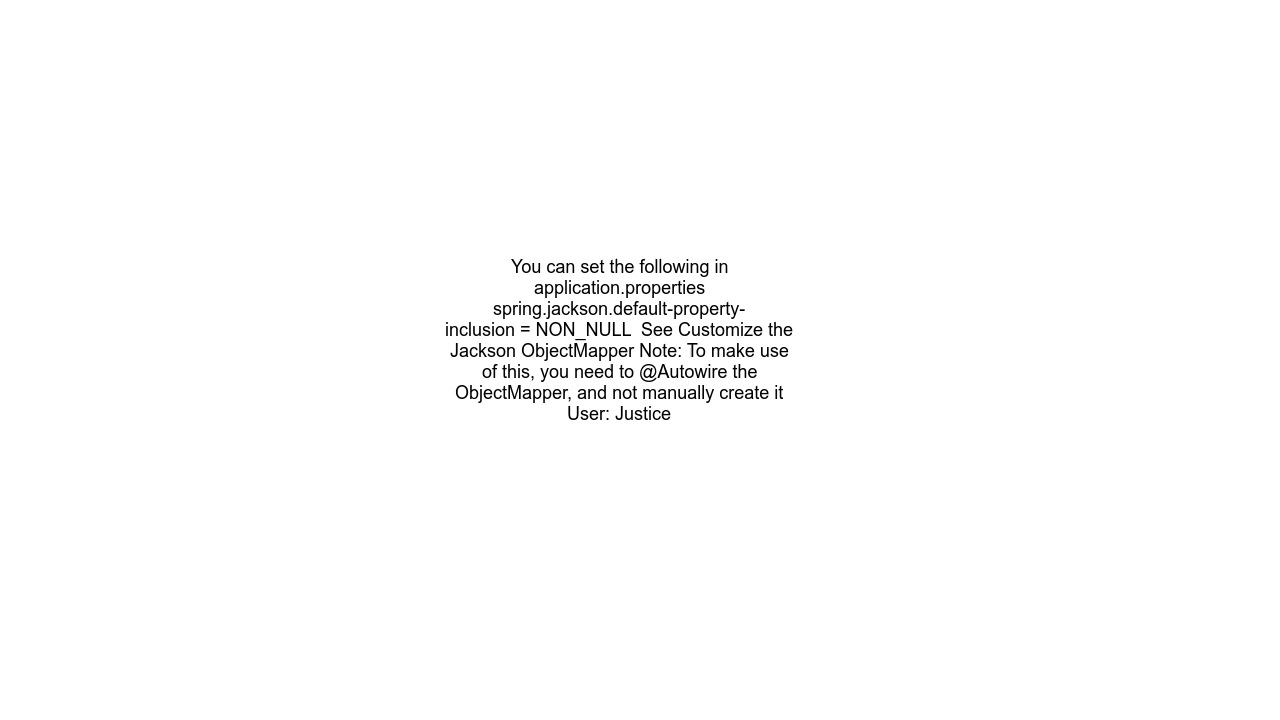 You can set the following in
application.properties
spring.jackson.default-property-
inclusion = NON_NULL  See Customize the
Jackson ObjectMapper Note: To make use
of this, you need to @Autowire the
ObjectMapper, and not manually create it
User: Justice